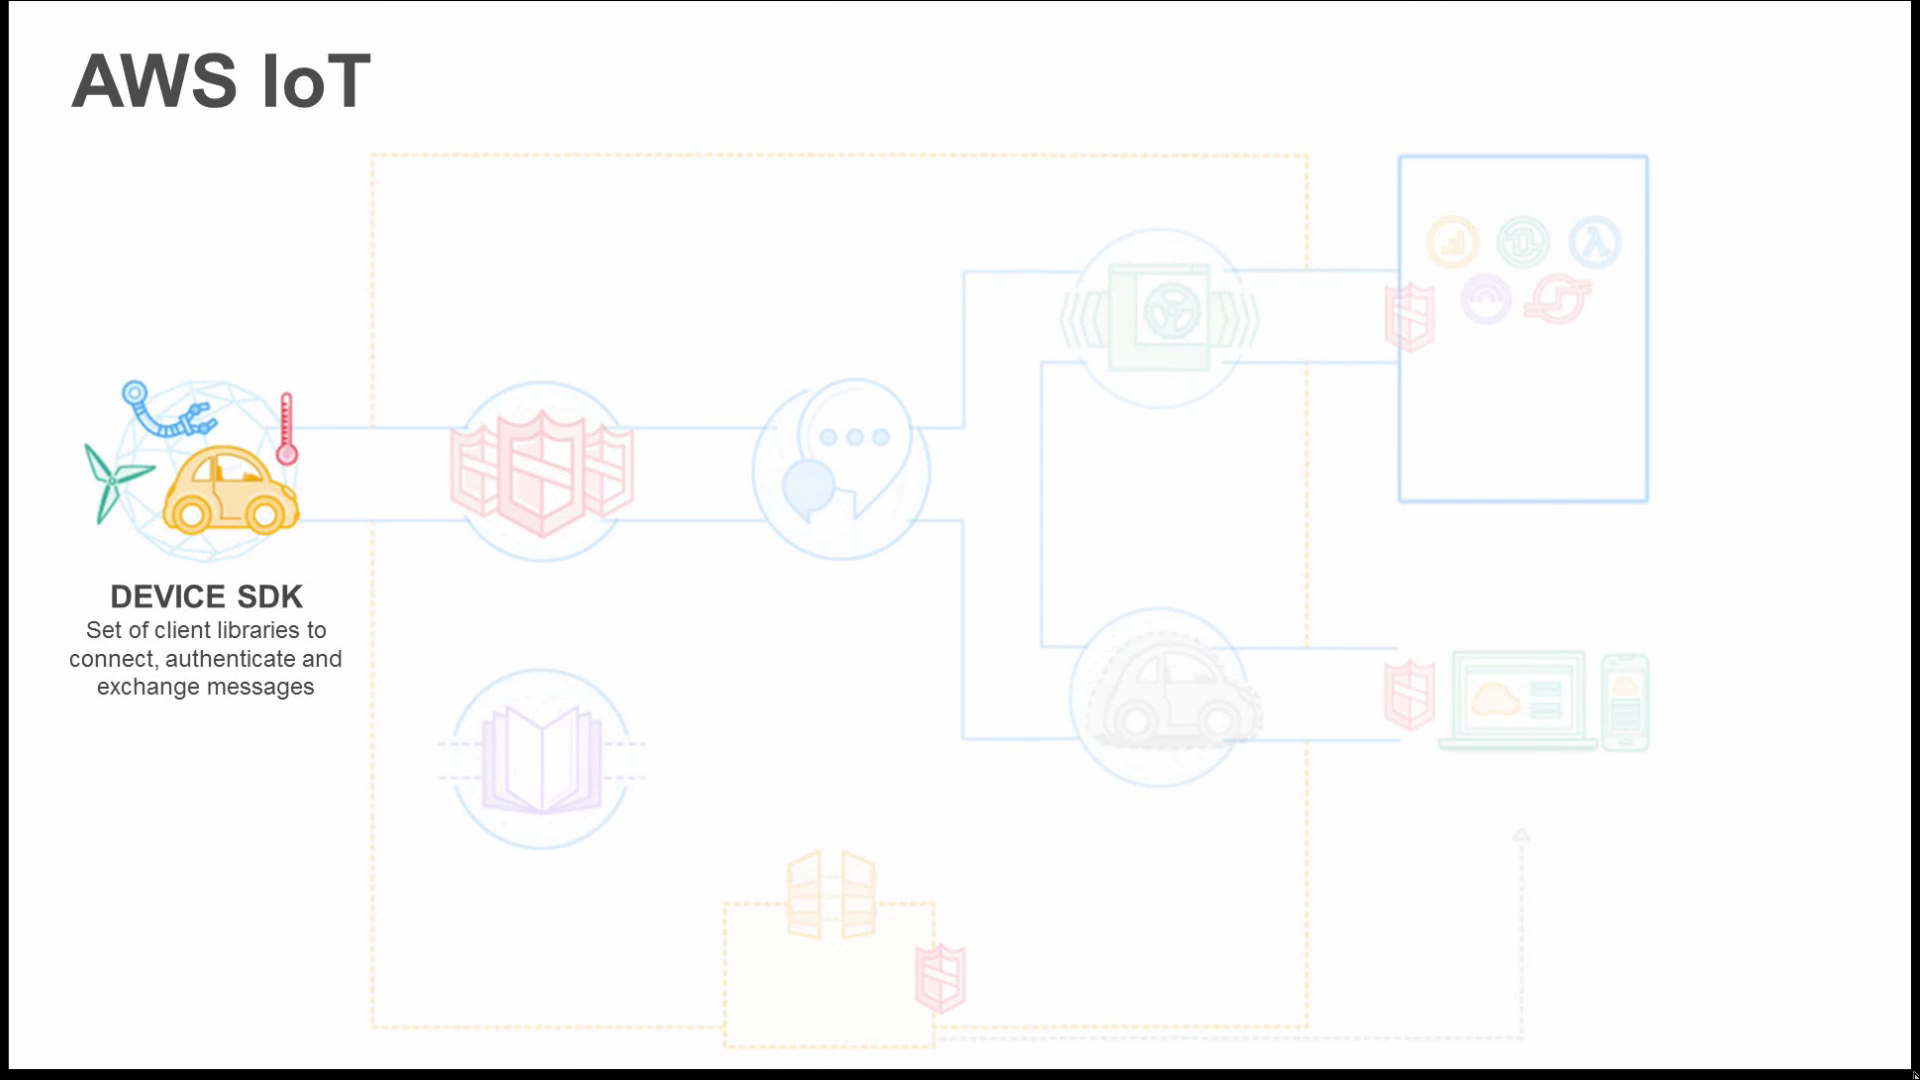 AWS IoT
DEVICE SDK
Set of client libraries to
connect, authenticate and
exchange messages